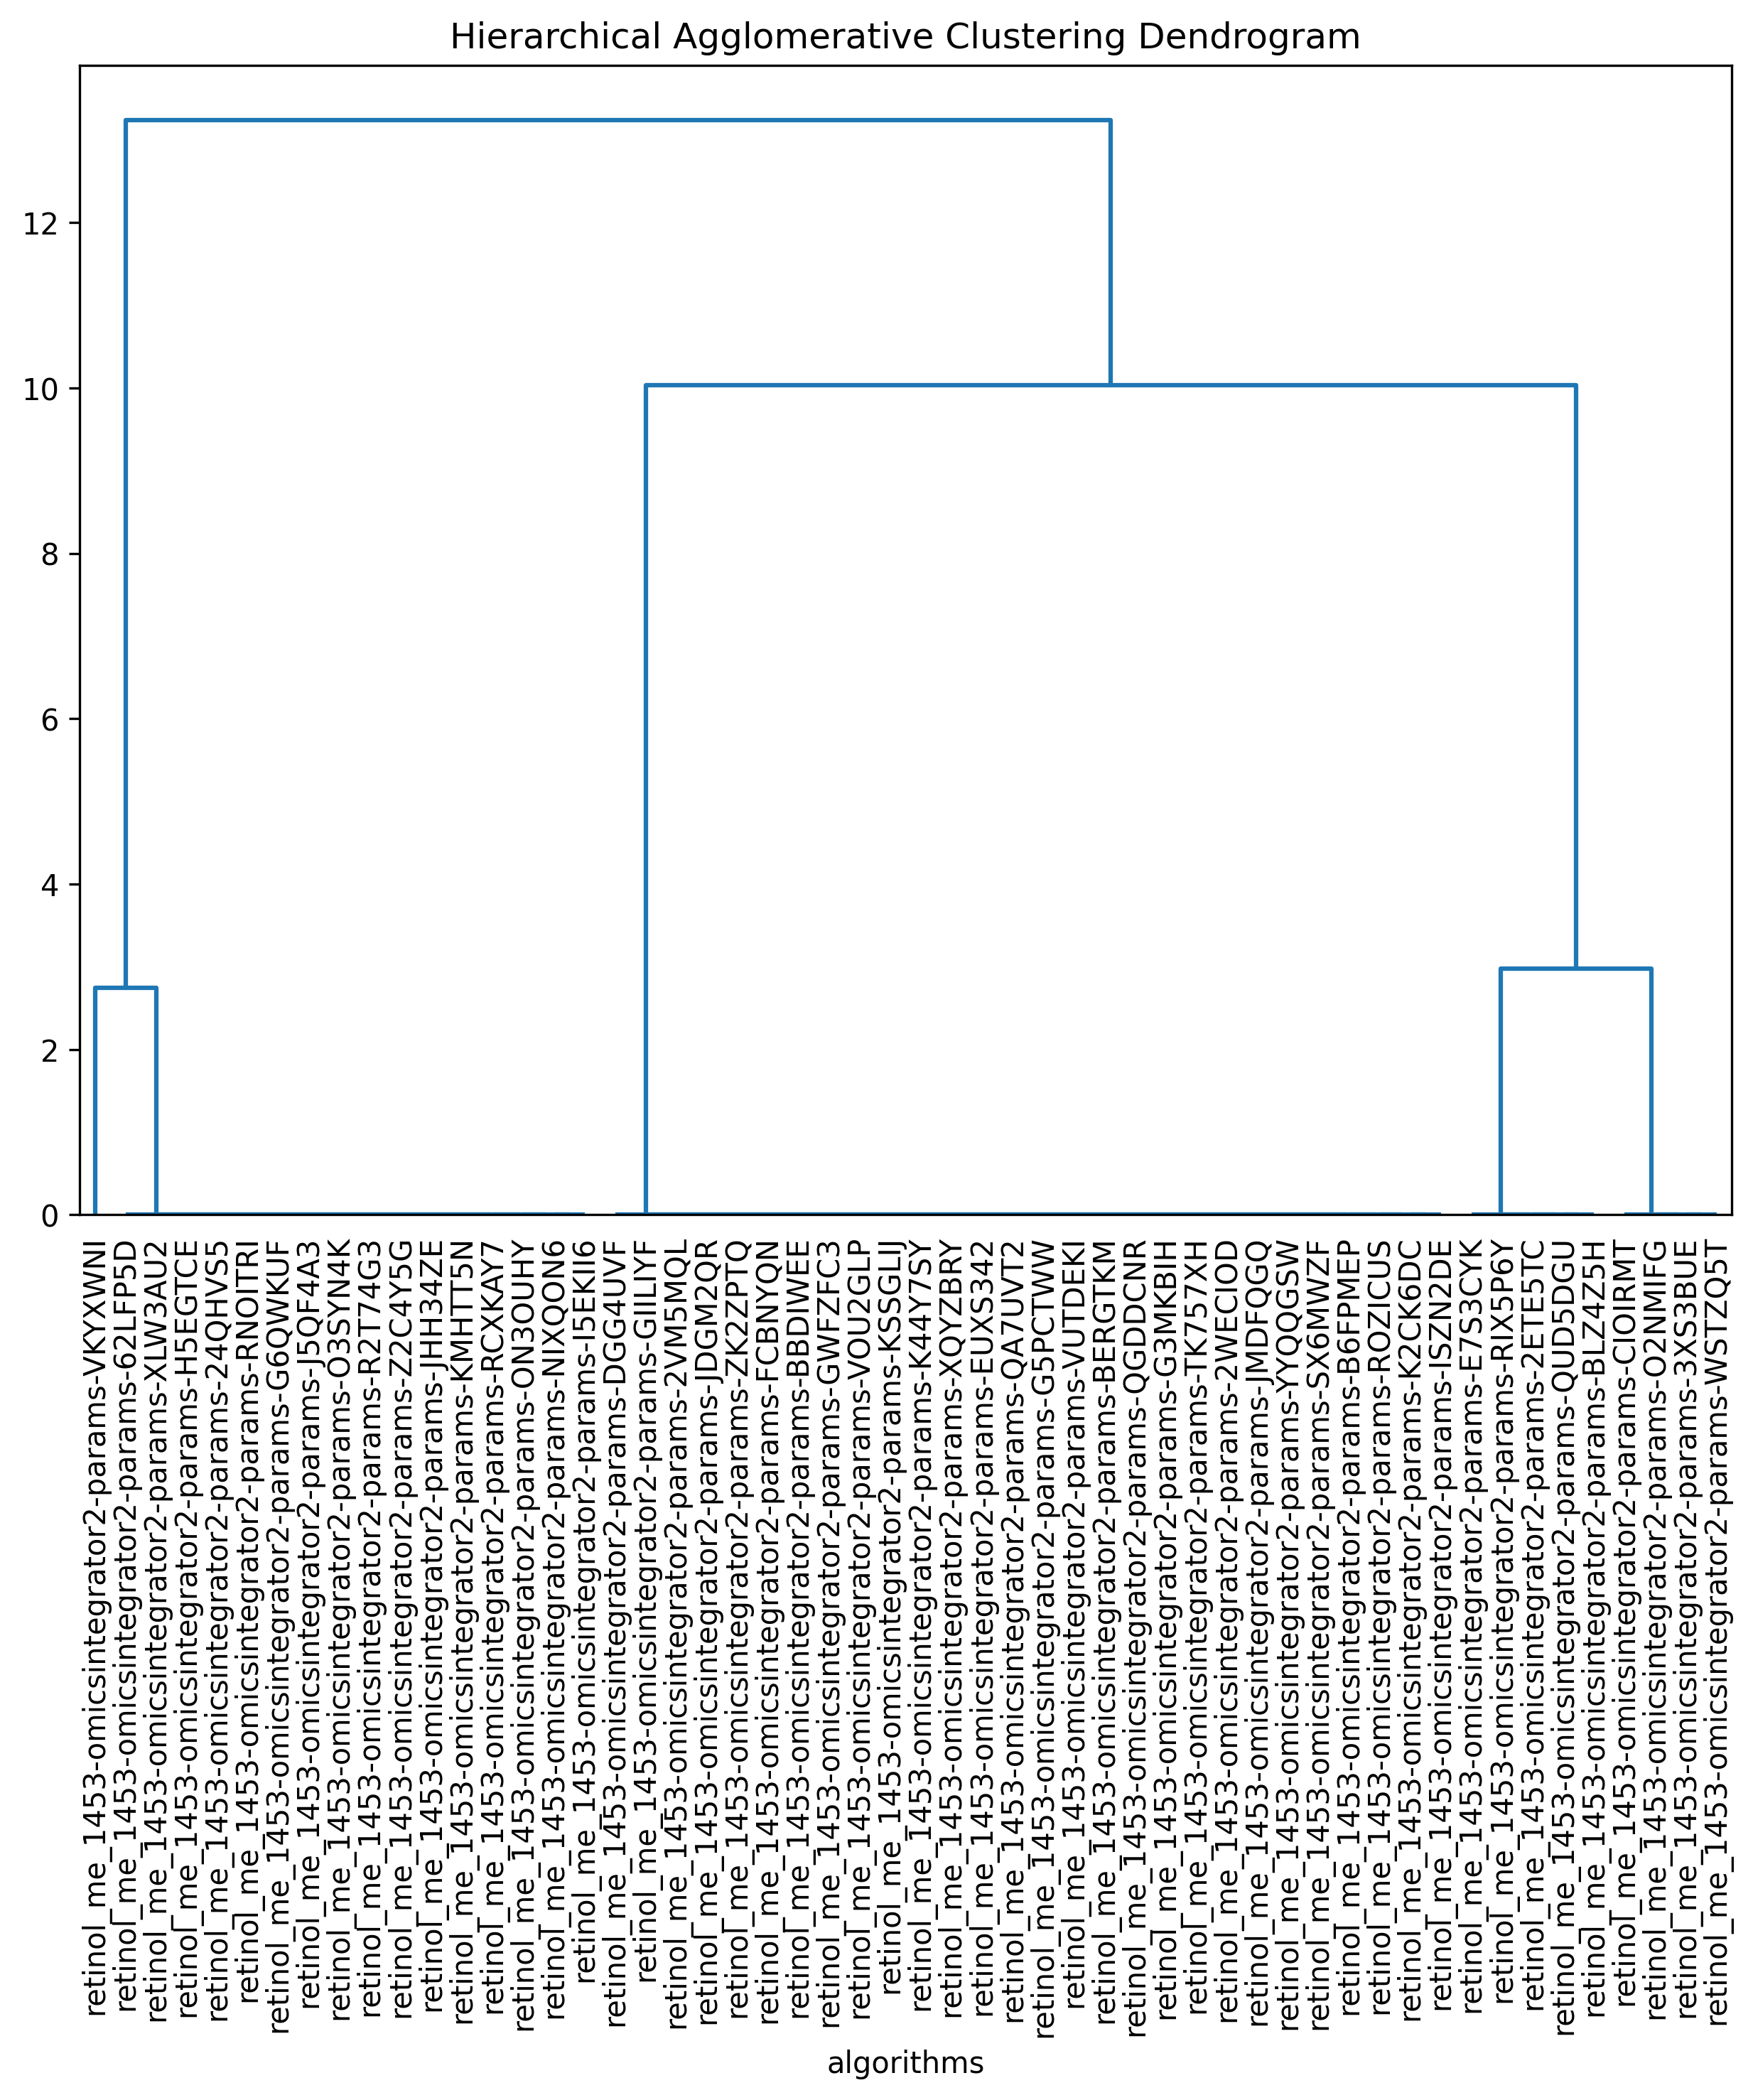 Hierarchical Agglomerative Clustering Dendrogram
12
10
8
6
4
2
0
retinol_me_1453-omicsintegrator2-params-VKYXWNI
retinol_me_1453-omicsintegrator2-params-62LFP5D
retinol_me_1453-omicsintegrator2-params-XLW3AU2
retinol_me_1453-omicsintegrator2-params-H5EGTCE
retinol_me_1453-omicsintegrator2-params-24QHVS5
retinol_me_1453-omicsintegrator2-params-RNOITRI
retinol_me_1453-omicsintegrator2-params-G6QWKUF
retinol_me_1453-omicsintegrator2-params-J5QF4A3
retinol_me_1453-omicsintegrator2-params-O3SYN4K
retinol_me_1453-omicsintegrator2-params-R2T74G3
retinol_me_1453-omicsintegrator2-params-Z2C4Y5G
retinol_me_1453-omicsintegrator2-params-JHH34ZE
retinol_me_1453-omicsintegrator2-params-KMHTT5N
retinol_me_1453-omicsintegrator2-params-RCXKAY7
retinol_me_1453-omicsintegrator2-params-ON3OUHY
retinol_me_1453-omicsintegrator2-params-NIXQON6
retinol_me_1453-omicsintegrator2-params-I5EKII6
retinol_me_1453-omicsintegrator2-params-DGG4UVF
retinol_me_1453-omicsintegrator2-params-GIILIYF
retinol_me_1453-omicsintegrator2-params-2VM5MQL
retinol_me_1453-omicsintegrator2-params-JDGM2QR
retinol_me_1453-omicsintegrator2-params-ZK2ZPTQ
retinol_me_1453-omicsintegrator2-params-FCBNYQN
retinol_me_1453-omicsintegrator2-params-BBDIWEE
retinol_me_1453-omicsintegrator2-params-GWFZFC3
retinol_me_1453-omicsintegrator2-params-VOU2GLP
retinol_me_1453-omicsintegrator2-params-KSSGLIJ
retinol_me_1453-omicsintegrator2-params-K44Y7SY
retinol_me_1453-omicsintegrator2-params-XQYZBRY
retinol_me_1453-omicsintegrator2-params-EUXS342
retinol_me_1453-omicsintegrator2-params-QA7UVT2
retinol_me_1453-omicsintegrator2-params-G5PCTWW
retinol_me_1453-omicsintegrator2-params-VUTDEKI
retinol_me_1453-omicsintegrator2-params-BERGTKM
retinol_me_1453-omicsintegrator2-params-QGDDCNR
retinol_me_1453-omicsintegrator2-params-G3MKBIH
retinol_me_1453-omicsintegrator2-params-TK757XH
retinol_me_1453-omicsintegrator2-params-2WECIOD
retinol_me_1453-omicsintegrator2-params-JMDFQGQ
retinol_me_1453-omicsintegrator2-params-YYQQGSW
retinol_me_1453-omicsintegrator2-params-SX6MWZF
retinol_me_1453-omicsintegrator2-params-B6FPMEP
retinol_me_1453-omicsintegrator2-params-ROZICUS
retinol_me_1453-omicsintegrator2-params-K2CK6DC
retinol_me_1453-omicsintegrator2-params-ISZN2DE
retinol_me_1453-omicsintegrator2-params-E7S3CYK
retinol_me_1453-omicsintegrator2-params-RIX5P6Y
retinol_me_1453-omicsintegrator2-params-2ETE5TC
retinol_me_1453-omicsintegrator2-params-QUD5DGU
retinol_me_1453-omicsintegrator2-params-BLZ4Z5H
retinol_me_1453-omicsintegrator2-params-CIOIRMT
retinol_me_1453-omicsintegrator2-params-O2NMIFG
retinol_me_1453-omicsintegrator2-params-3XS3BUE
retinol_me_1453-omicsintegrator2-params-WSTZQ5T
algorithms